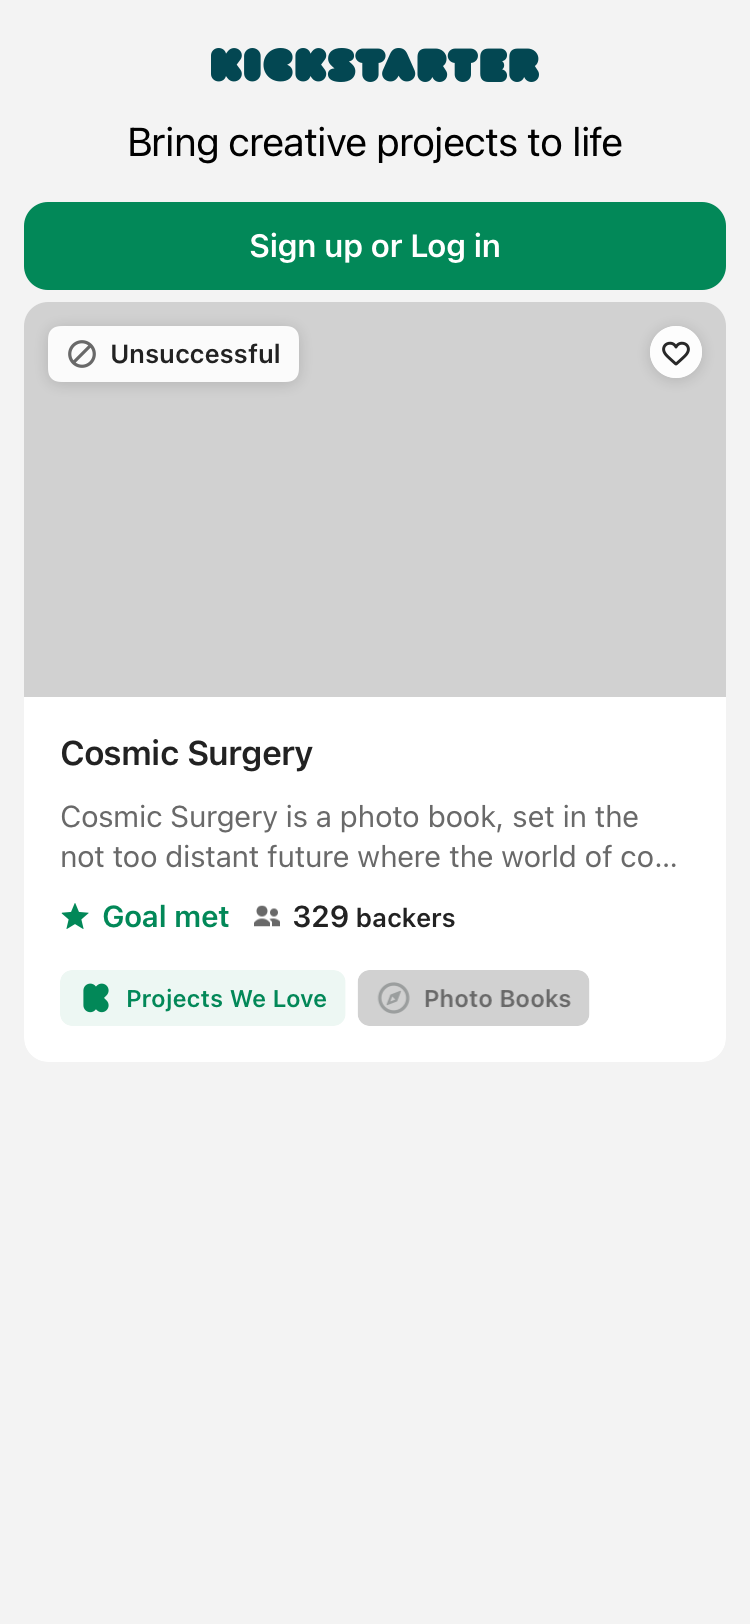 KICKSTARTER
Bring creative projects to life
Sign up or Log in
Unsuccessful
Cosmic Surgery
Cosmic Surgery is a photo book, set in the
not too distant future where the world of co...
Goal met 329 backers
Projects We Love Photo Books